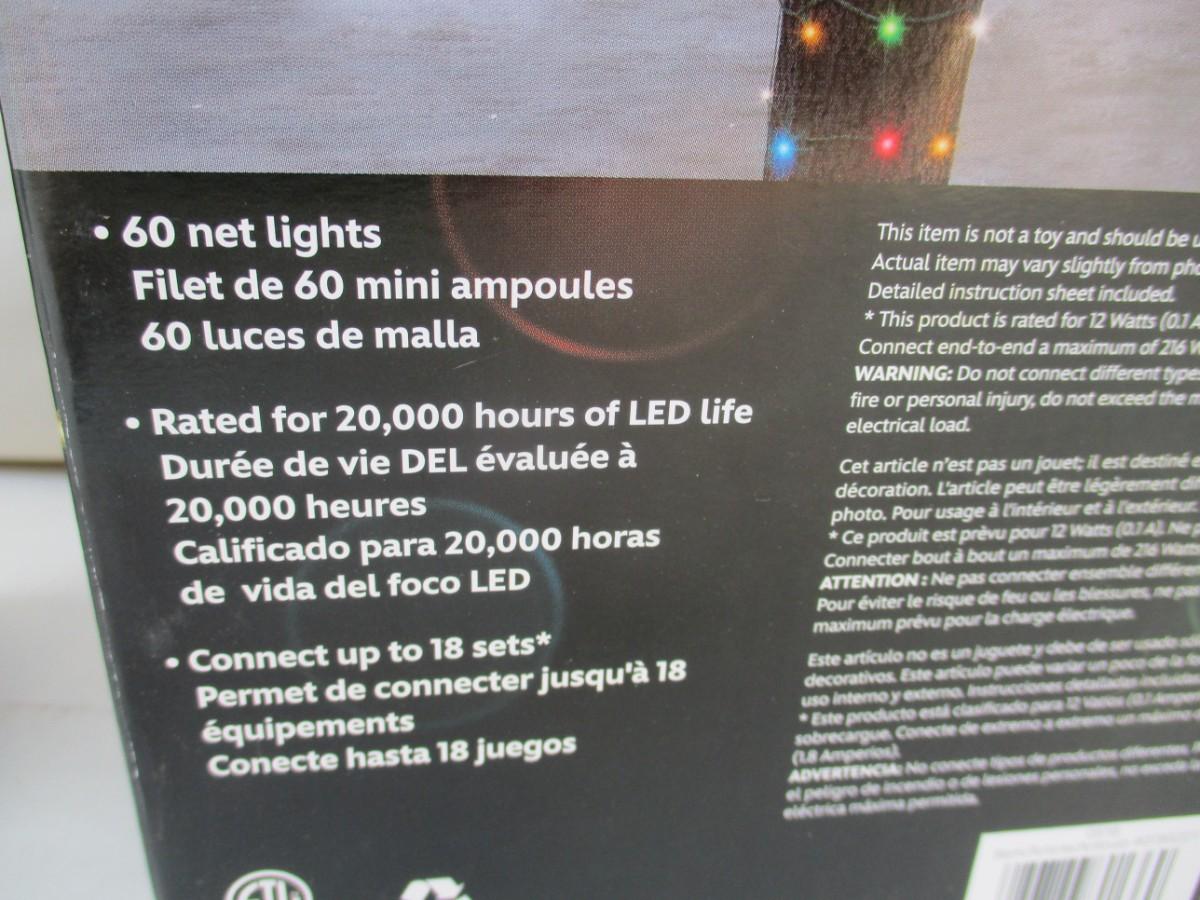 • 60 net lights
Filet de 60 mini ampoules
60 luces de malla
• Rated for 20,000 hours of LED life
Durée de vie DEL évaluée à
20,000 heures
Calificado para 20,000 horas
de vida del foco LED
• Connect up to 18 sets*
Permet de connecter jusqu'à 18
équipements
Conecte hasta 18 juegos
This item is not a toy and should be
Actual item may vary slightly from
Detailed instruction sheet included.
* This product is rated for 12 Watts (0.1
Connect end-to-end a maximum of 216
WARNING: Do not connect different types
fire or personal injury, do not exceed the
electrical load.
Cet article n'est pas un jouet; il est destiné
décoration. L'article peut être légèrement
photo. Pour usage à l'intérieur et à l'extérieur.
* Ce produit est prèvu pour 12 Watts (0.1 A). Ne
Connecter bout à bout un maximum de 216 Watts
ATTENTION : Ne pas connecter ensemble
Pour éviter le risque de feu ou les blessures, ne
maximum prévu pour la charge électrique.
Este artículo no es un juguete y debe de ser usado
decorativos. Este artículo puede variar un poco de la
uso interno y externo. Instrucciones detalladas
* Este producto está clasificado para 12 Vatios (0.1
sobrecargue. Conecte de extremo a extremo un máximo
(1.8 Amperios).
ADVERTENCIA: No conecte tipos de productos diferentes.
el peligro de incendio o de lesiones personales, no exceda
eléctrica máxima permitida.